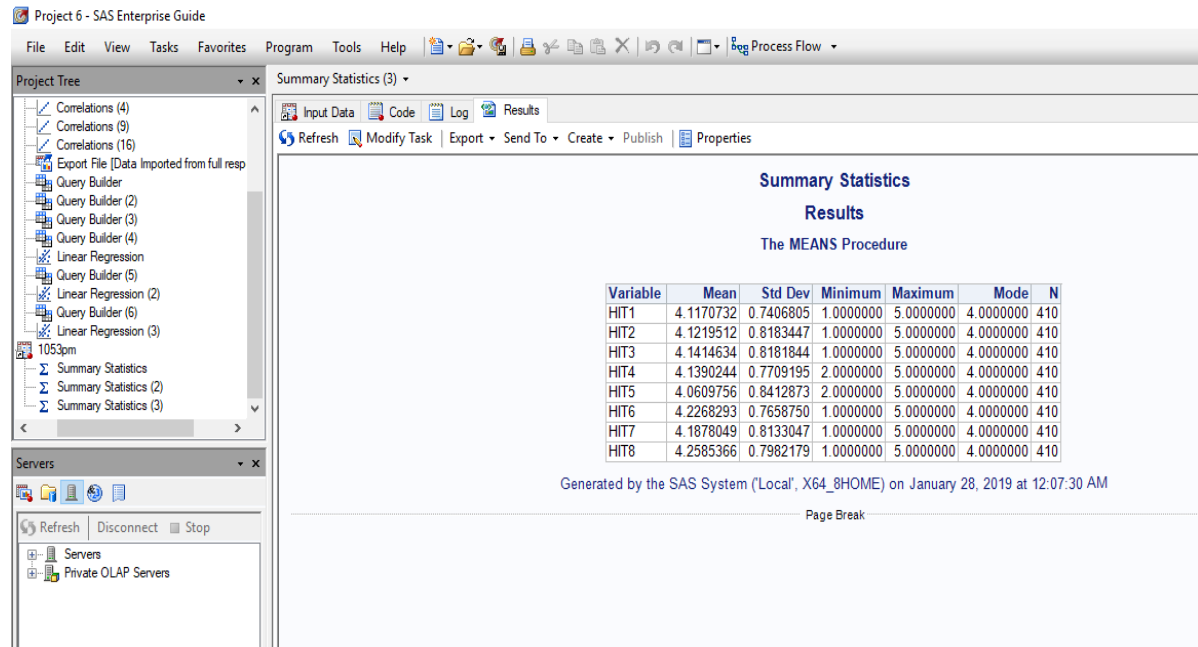 Project 6 - SAS Enterprise Guide
File Edit View Tasks Favorites Program Tools Help Process Flow
Project Tree
Correlations (4)
Correlations (9)
Correlations (16)
Export File [Data Imported from full resp
Query Builder
Query Builder (2)
Query Builder (3)
Query Builder (4)
Linear Regression
Query Builder (5)
Linear Regression (2)
Query Builder (6)
Linear Regression (3)
1053pm
Summary Statistics
Summary Statistics (2)
Summary Statistics (3)
Servers
Refresh Disconnect Stop
Servers
Private OLAP Servers
Summary Statistics (3)
Input Data Code Log Results
Refresh Modify Task Export Send To Create Publish Properties
Summary Statistics
Results
The MEANS Procedure
Variable Mean Std Dev Minimum Maximum Mode N
HIT1 4.1170732 0.7406805 1.0000000 5.0000000 4.0000000 410
HIT2 4.1219512 0.8183447 1.0000000 5.0000000 4.0000000 410
HIT3 4.1414634 0.8181844 1.0000000 5.0000000 4.0000000 410
HIT4 4.1390244 0.7709195 2.0000000 5.0000000 4.0000000 410
HIT5 4.0609756 0.8412873 2.0000000 5.0000000 4.0000000 410
HIT6 4.2268293 0.7658750 1.0000000 5.0000000 4.0000000 410
HIT7 4.1878049 0.8133047 1.0000000 5.0000000 4.0000000 410
HIT8 4.2585366 0.7982179 1.0000000 5.0000000 4.0000000 410
Generated by the SAS System ('Local', X64_8HOME) on January 28, 2019 at 12:07:30 AM
Page Break